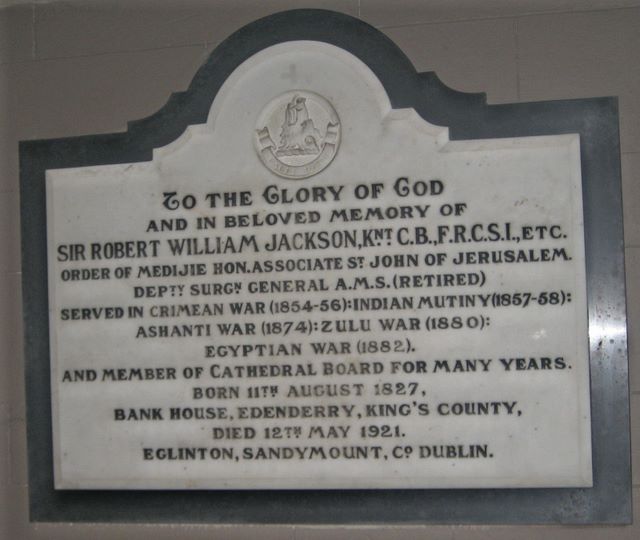 TO THE GLORY OF GOD
AND IN BELOVED MEMORY OF
SIR ROBERT WILLIAM JACKSON, KNT C.B., F.R.C.S.I., ETC.
ORDER OF MEDIJIE HON. ASSOCIATE ST JOHN OF JERUSALEM.
DEPTY SURGN GENERAL A.M.S. (RETIRED)
SERVED IN CRIMEAN WAR (1854-56): INDIAN MUTINY (1857-58):
ASHANTI WAR (1874): ZULU WAR (1880):
EGYPTIAN WAR (1882).
AND MEMBER OF CATHEDRAL BOARD FOR MANY YEARS.
BORN 11TH AUGUST 1827,
BANK HOUSE, EDENDERRY, KING'S COUNTY,
DIED 12TH MAY 1921.
EGLINTON, SANDYMOUNT, CO DUBLIN.